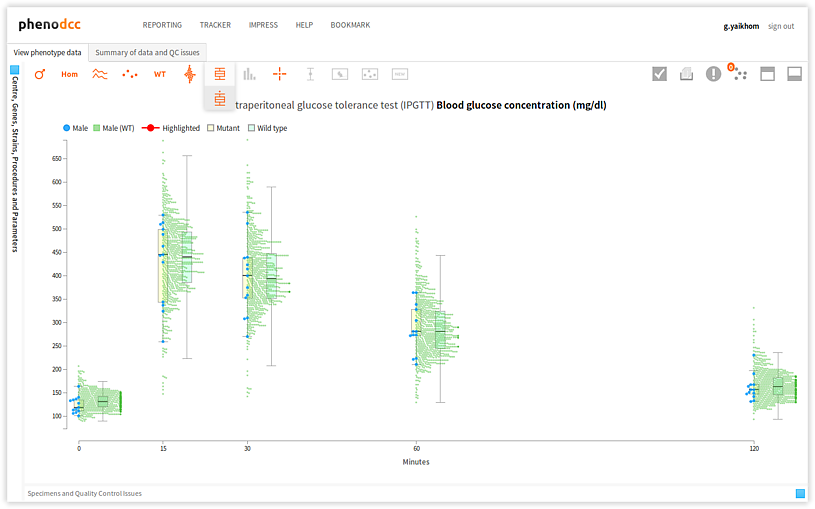 phenodcc
REPORTING TRACKER IMPRESS HELP BOOKMARK
g.yaikhom sign out
View phenotype data Summary of data and QC issues
Hom WT NEW 0
Centre, Genes, Strains, Procedures and Parameters
traperitoneal glucose tolerance test (IPGTT) Blood glucose concentration (mg/dl)
Male Male (WT) Highlighted Mutant Wild type
650
600
550
500
450
400
350
300
250
200
150
100
0 15 30 60 120
Minutes
Specimens and Quality Control Issues